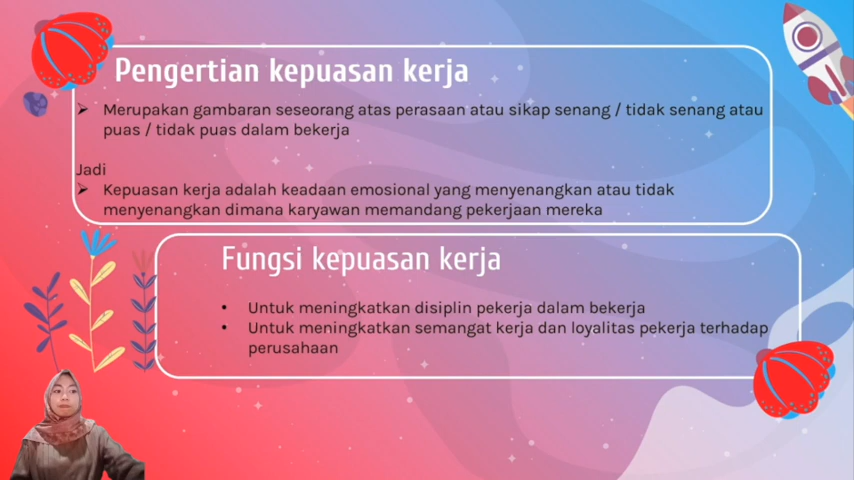 Pengertian kepuasan kerja
➢ Merupakan gambaran seseorang atas perasaan atau sikap senang / tidak senang atau
puas / tidak puas dalam bekerja
Jadi
➢ Kepuasan kerja adalah keadaan emosional yang menyenangkan atau tidak
menyenangkan dimana karyawan memandang pekerjaan mereka
Fungsi kepuasan kerja
• Untuk meningkatkan disiplin pekerja dalam bekerja
• Untuk meningkatkan semangat kerja dan loyalitas pekerja terhadap
perusahaan